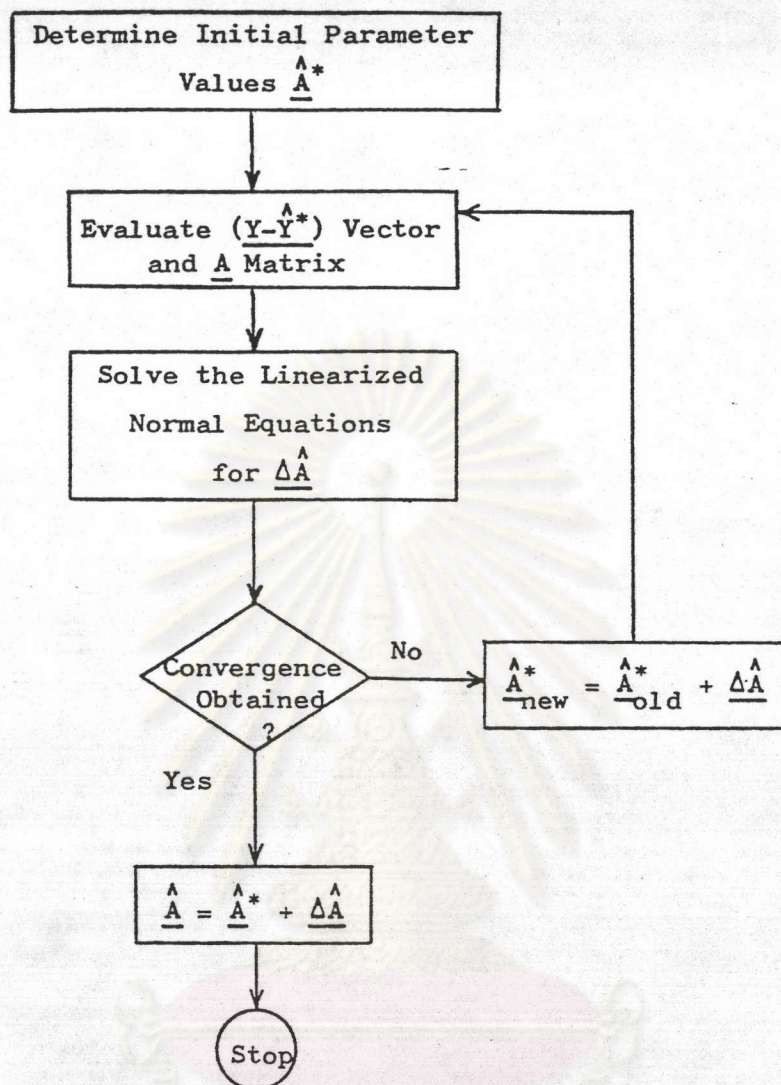 Determine Initial Parameter
Values Â*
Evaluate (Y-Ŷ*) Vector
and A Matrix
Solve the Linearized
Normal Equations
for ΔÂ
Convergence
Obtained
?
No
Â*new = Â*old + ΔÂ
Yes
Â = Â* + ΔÂ
Stop